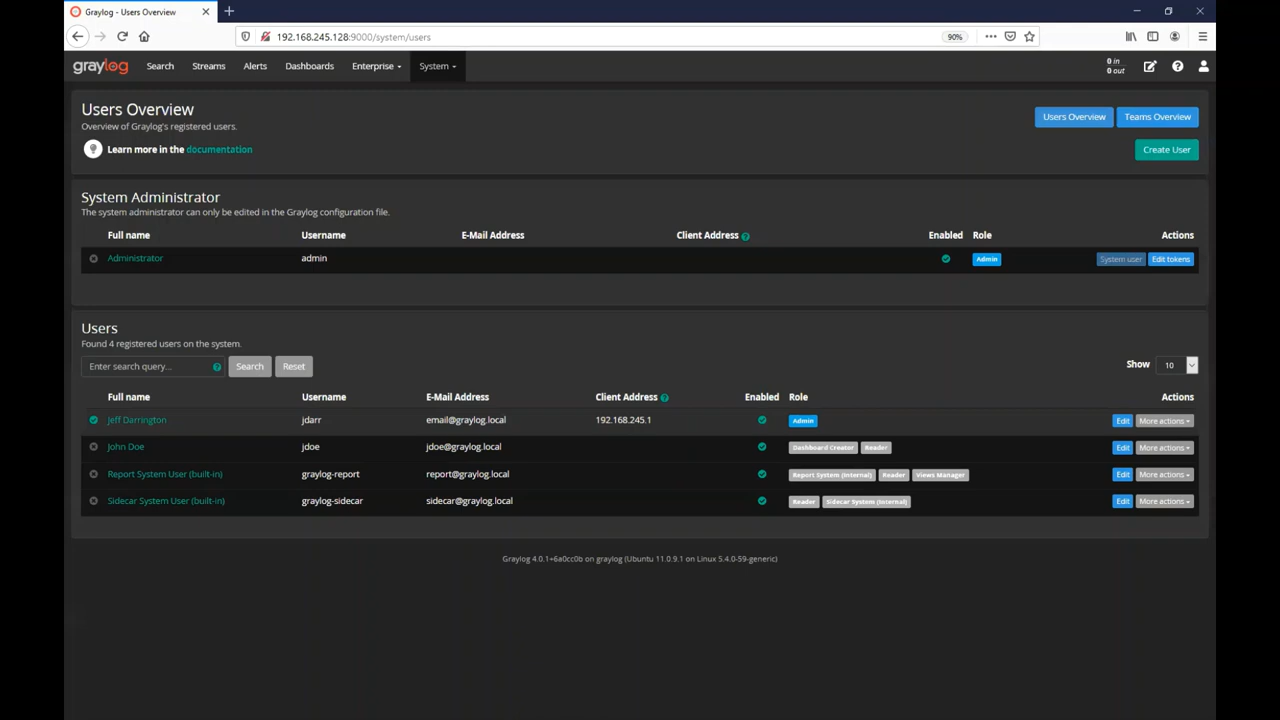 Graylog - Users Overview
192.168.245.128:9000/system/users
90%
graylog Search Streams Alerts Dashboards Enterprise System
0 in
0 out
Users Overview
Overview of Graylog's registered users.
Learn more in the documentation
Users Overview Teams Overview
Create User
System Administrator
The system administrator can only be edited in the Graylog configuration file.
Full name Username E-Mail Address Client Address Enabled Role Actions
Administrator admin Admin System user Edit tokens
Users
Found 4 registered users on the system.
Enter search query... Search Reset Show 10
Full name Username E-Mail Address Client Address Enabled Role Actions
Jeff Darrington jdarr email@graylog.local 192.168.245.1 Admin Edit More actions
John Doe jdoe jdoe@graylog.local Dashboard Creator Reader Edit More actions
Report System User (built-in) graylog-report report@graylog.local Report System (Internal) Reader Views Manager Edit More actions
Sidecar System User (built-in) graylog-sidecar sidecar@graylog.local Reader Sidecar System (Internal) Edit More actions
Graylog 4.0.1+6a0cc0b on graylog (Ubuntu 11.0.9.1 on Linux 5.4.0-59-generic)